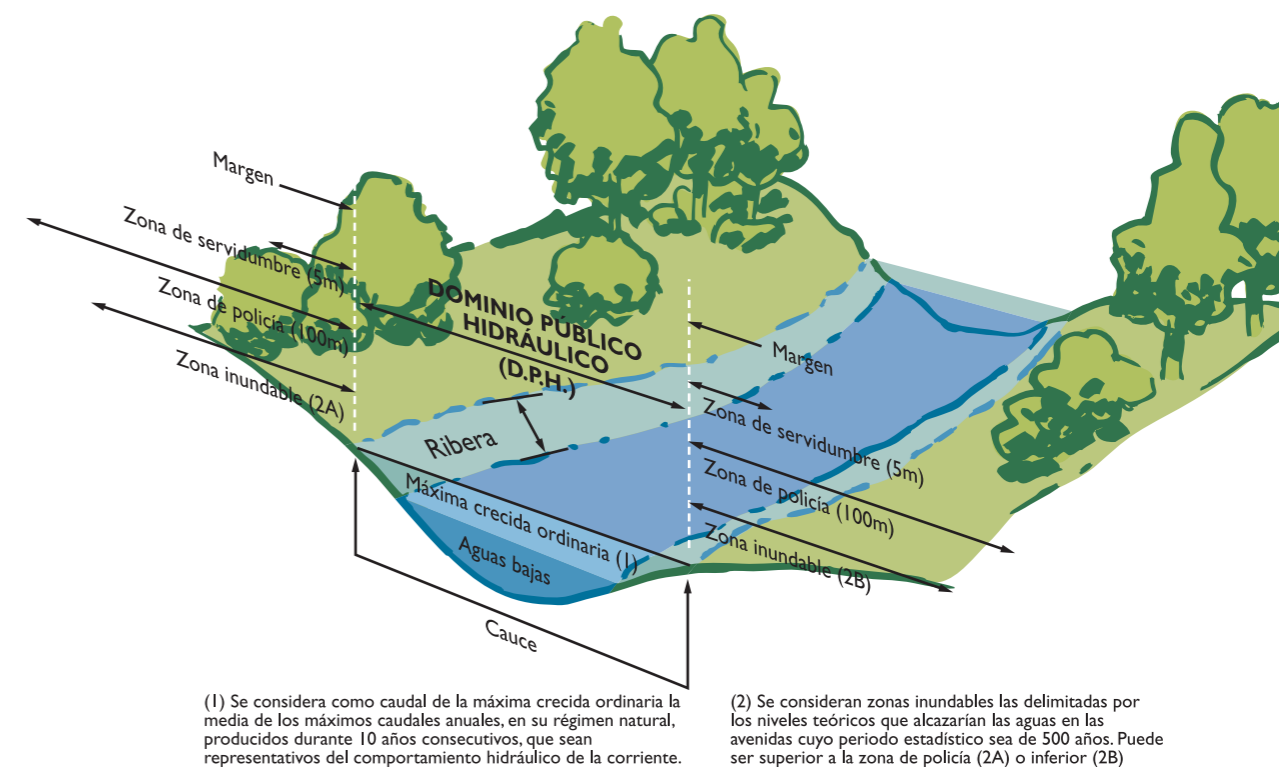 Margen
Zona de servidumbre (5m)
Zona de policía (100m)
Zona inundable (2A)
DOMINIO PÚBLICO
HIDRÁULICO
(D.P.H.)
Margen
Zona de servidumbre (5m)
Zona de policía (100m)
Zona inundable (2B)
Ribera
Máxima crecida ordinaria (1)
Aguas bajas
Cauce
(1) Se considera como caudal de la máxima crecida ordinaria la
media de los máximos caudales anuales, en su régimen natural,
producidos durante 10 años consecutivos, que sean
representativos del comportamiento hidráulico de la corriente.
(2) Se consideran zonas inundables las delimitadas por
los niveles teóricos que alcazarían las aguas en las
avenidas cuyo periodo estadístico sea de 500 años. Puede
ser superior a la zona de policía (2A) o inferior (2B)